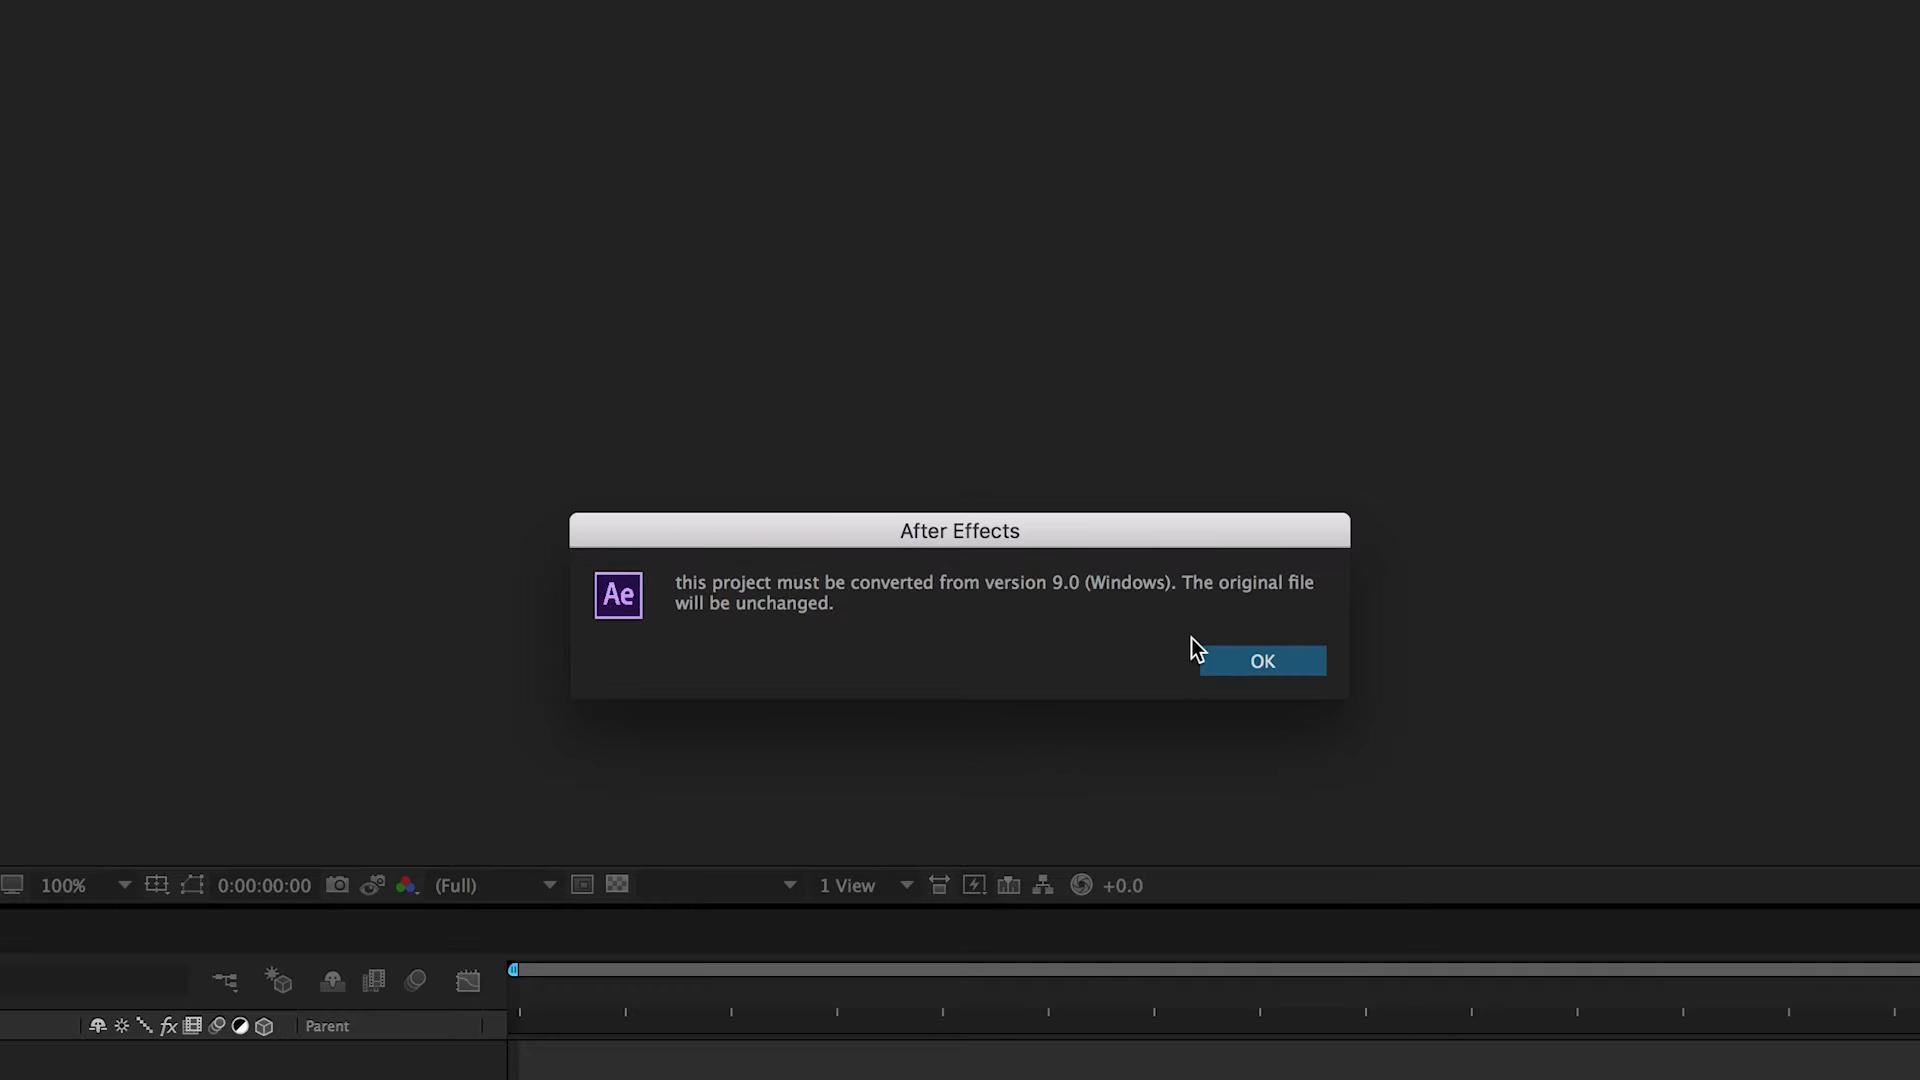 After Effects
Ae
this project must be converted from version 9.0 (Windows). The original file
will be unchanged.
OK
100%
0:00:00:00
(Full)
1 View
+0.0
fx
Parent